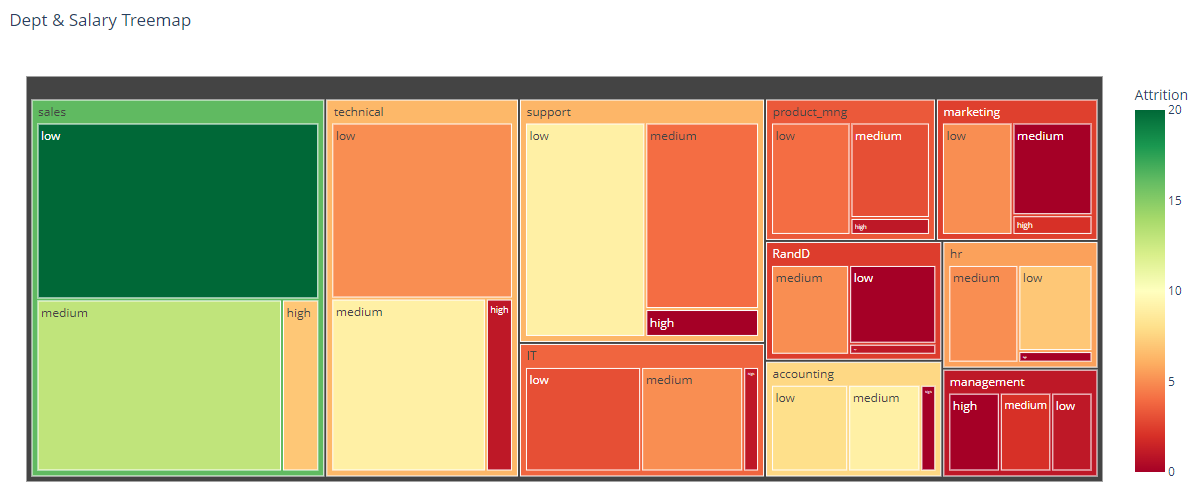 Dept & Salary Treemap
sales
low
medium
high
technical
low
medium
high
support
low
medium
high
IT
low
medium
high
product_mng
low
medium
high
marketing
low
medium
high
RandD
medium
low
hr
medium
low
accounting
low
medium
high
management
high
medium
low
Attrition
20
15
10
5
0